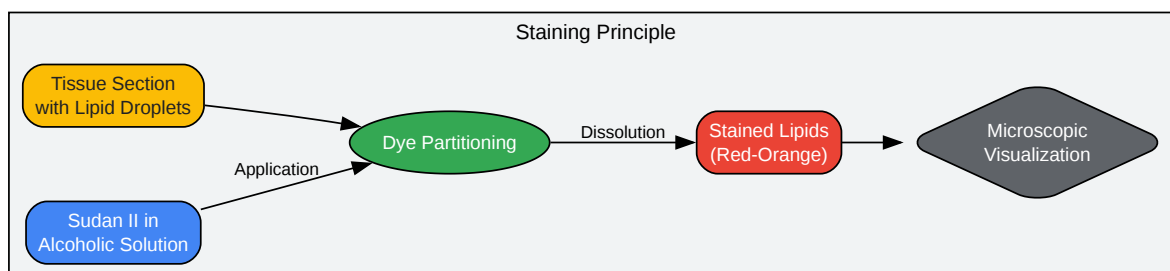 Staining Principle
Tissue Section
with Lipid Droplets
Dye Partitioning
Dissolution
Stained Lipids
(Red-Orange)
Microscopic
Visualization
Application
Sudan II in
Alcoholic Solution